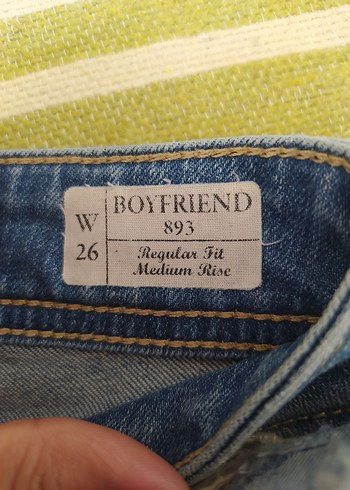 W
26
BOYFRIEND
893
Regular Fit
Medium Rise